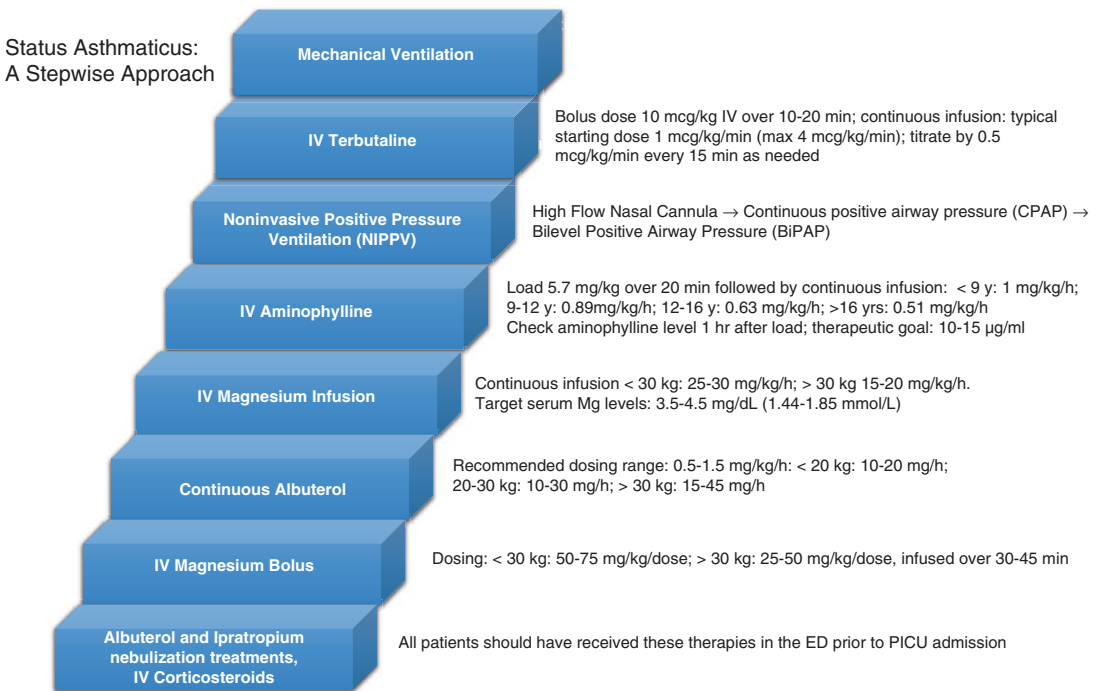 Status Asthmaticus:
A Stepwise Approach
Mechanical Ventilation
IV Terbutaline
Bolus dose 10 mcg/kg IV over 10-20 min; continuous infusion: typical
starting dose 1 mcg/kg/min (max 4 mcg/kg/min); titrate by 0.5
mcg/kg/min every 15 min as needed
Noninvasive Positive Pressure
Ventilation (NIPPV)
High Flow Nasal Cannula → Continuous positive airway pressure (CPAP) →
Bilevel Positive Airway Pressure (BiPAP)
IV Aminophylline
Load 5.7 mg/kg over 20 min followed by continuous infusion: < 9 y: 1 mg/kg/h;
9-12 y: 0.89mg/kg/h; 12-16 y: 0.63 mg/kg/h; >16 yrs: 0.51 mg/kg/h
Check aminophylline level 1 hr after load; therapeutic goal: 10-15 µg/ml
IV Magnesium Infusion
Continuous infusion < 30 kg: 25-30 mg/kg/h; > 30 kg 15-20 mg/kg/h.
Target serum Mg levels: 3.5-4.5 mg/dL (1.44-1.85 mmol/L)
Continuous Albuterol
Recommended dosing range: 0.5-1.5 mg/kg/h: < 20 kg: 10-20 mg/h;
20-30 kg: 10-30 mg/h; > 30 kg: 15-45 mg/h
IV Magnesium Bolus
Dosing: < 30 kg: 50-75 mg/kg/dose; > 30 kg: 25-50 mg/kg/dose, infused over 30-45 min
Albuterol and Ipratropium
nebulization treatments,
IV Corticosteroids
All patients should have received these therapies in the ED prior to PICU admission